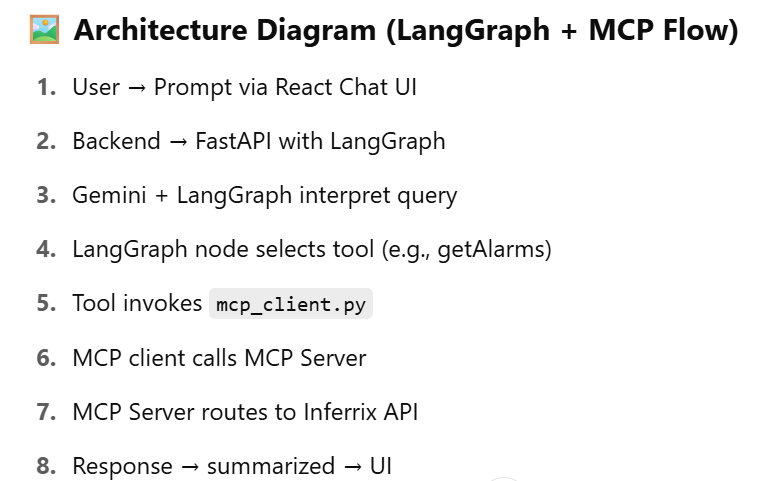 Architecture Diagram (LangGraph + MCP Flow)
1. User → Prompt via React Chat UI
2. Backend → FastAPI with LangGraph
3. Gemini + LangGraph interpret query
4. LangGraph node selects tool (e.g., getAlarms)
5. Tool invokes mcp_client.py
6. MCP client calls MCP Server
7. MCP Server routes to Inferrix API
8. Response → summarized → UI